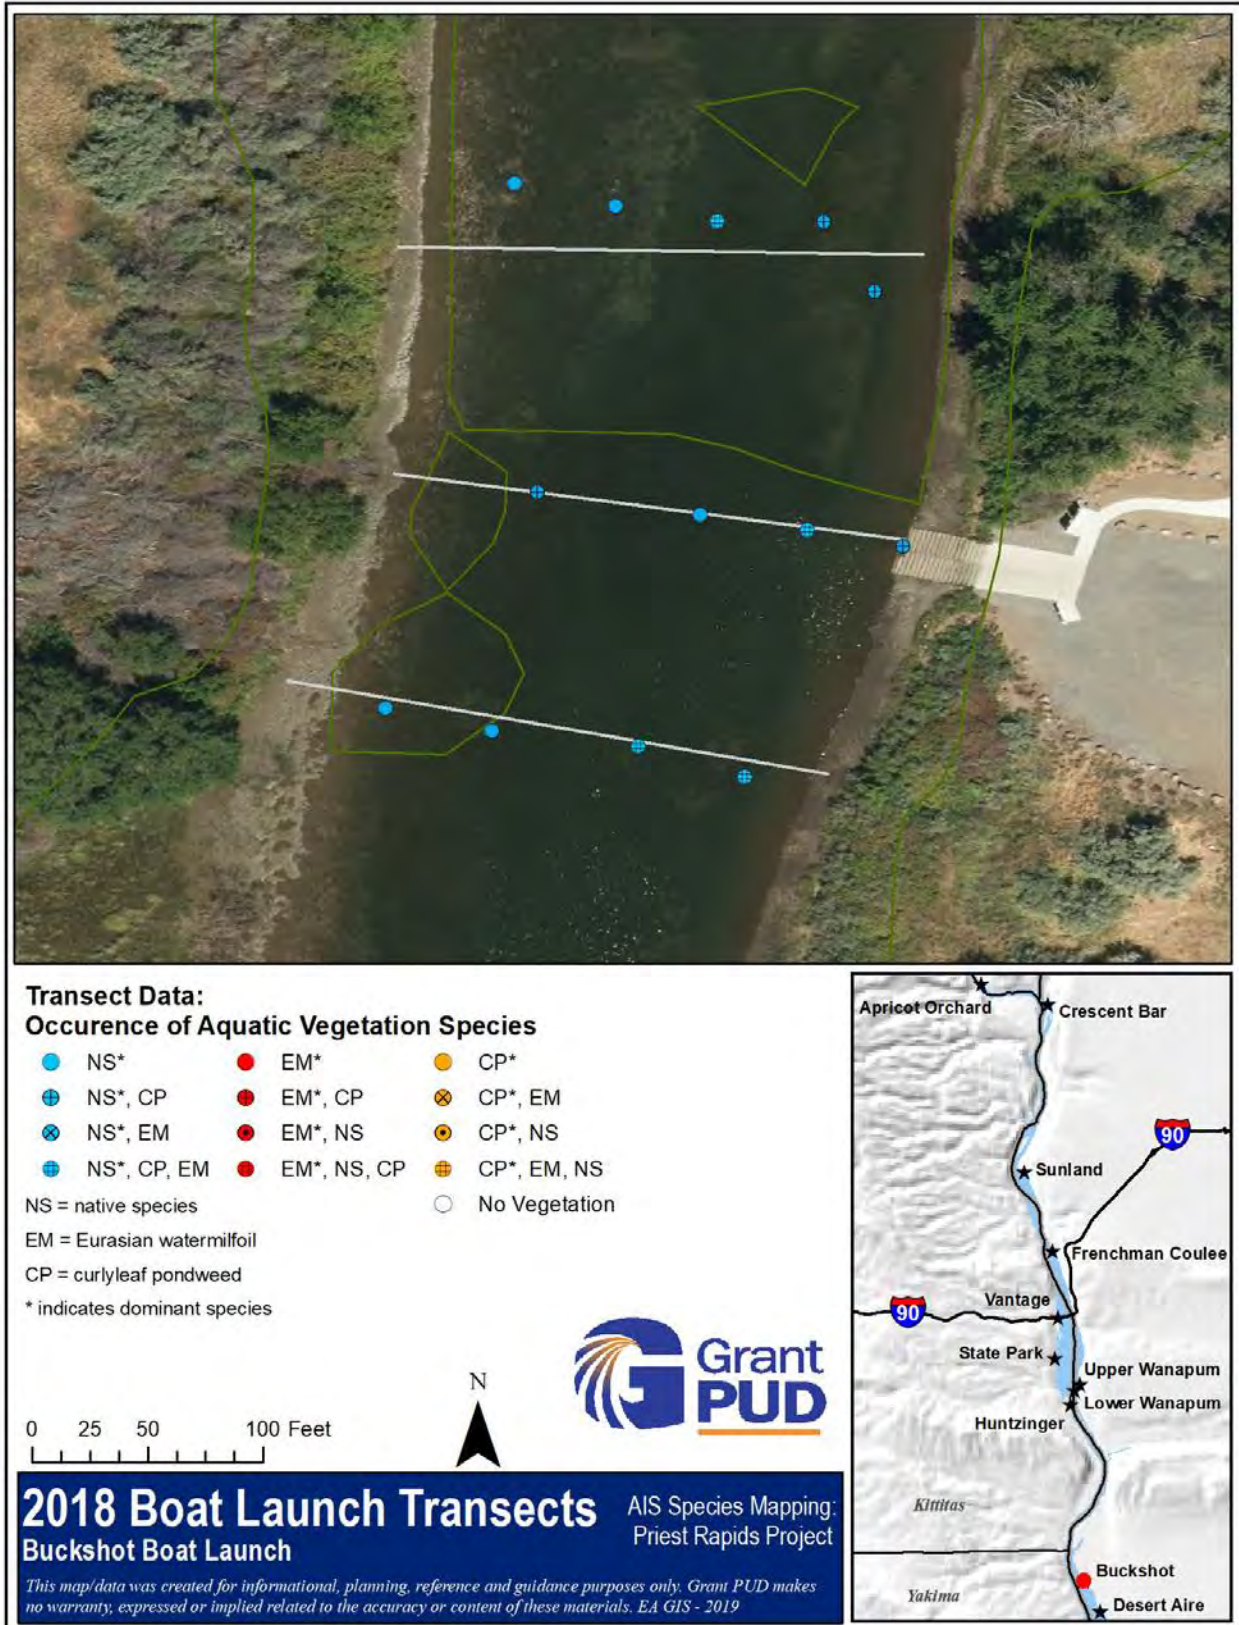 Transect Data:
Occurence of Aquatic Vegetation Species
NS* EM* CP*
NS*, CP EM*, CP CP*, EM
NS*, EM EM*, NS CP*, NS
NS*, CP, EM EM*, NS, CP CP*, EM, NS
NS = native species No Vegetation
EM = Eurasian watermilfoil
CP = curlyleaf pondweed
* indicates dominant species
Grant
PUD
N
0 25 50 100 Feet
2018 Boat Launch Transects
Buckshot Boat Launch
AIS Species Mapping:
Priest Rapids Project
This map/data was created for informational, planning, reference and guidance purposes only. Grant PUD makes
no warranty, expressed or implied related to the accuracy or content of these materials. EA GIS - 2019
Apricot Orchard
Crescent Bar
90
Sunland
Frenchman Coulee
Vantage
90
State Park
Upper Wanapum
Lower Wanapum
Huntzinger
Kittitas
Buckshot
Yakima
Desert Aire